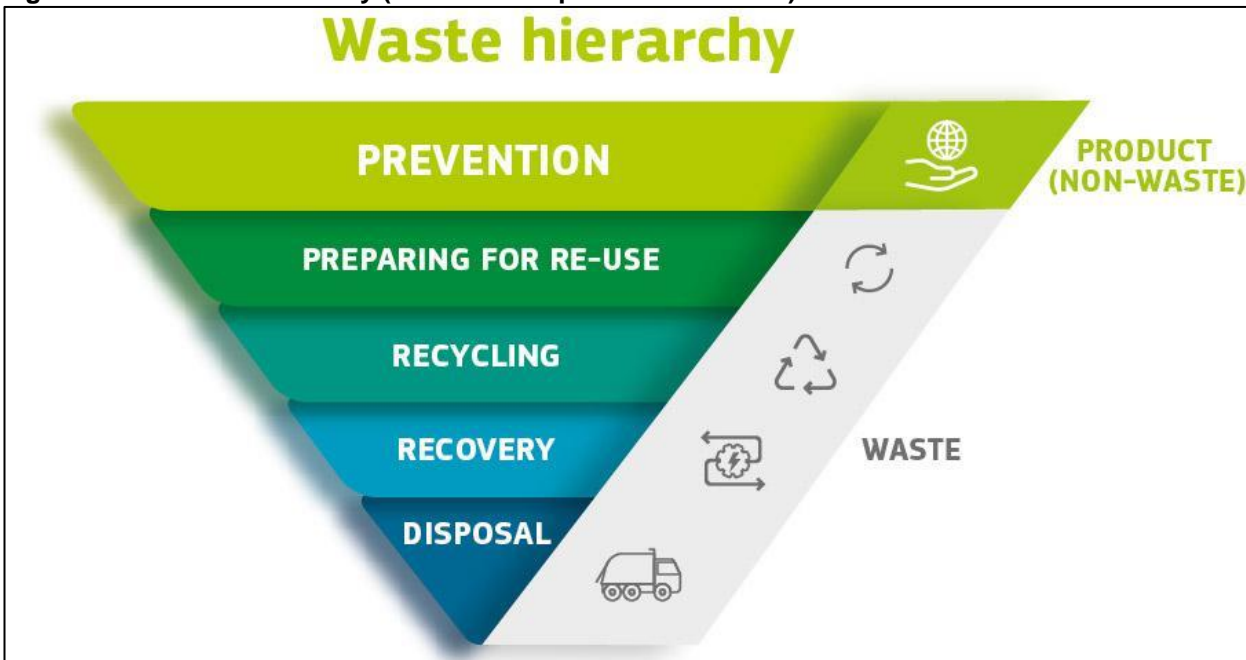 Waste hierarchy
PREVENTION
PRODUCT
(NON-WASTE)
PREPARING FOR RE-USE
RECYCLING
RECOVERY
WASTE
DISPOSAL